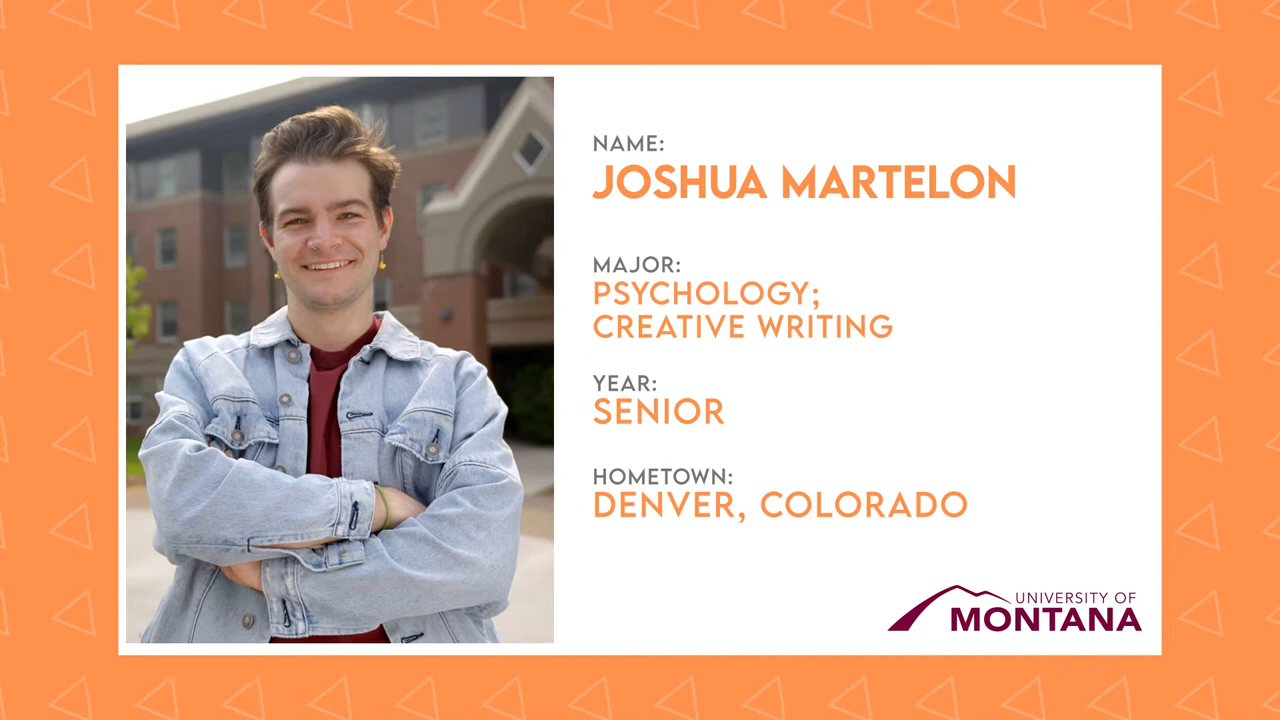 NAME:
JOSHUA MARTELON
MAJOR:
PSYCHOLOGY;
CREATIVE WRITING
YEAR:
SENIOR
HOMETOWN:
DENVER, COLORADO
UNIVERSITY OF
MONTANA